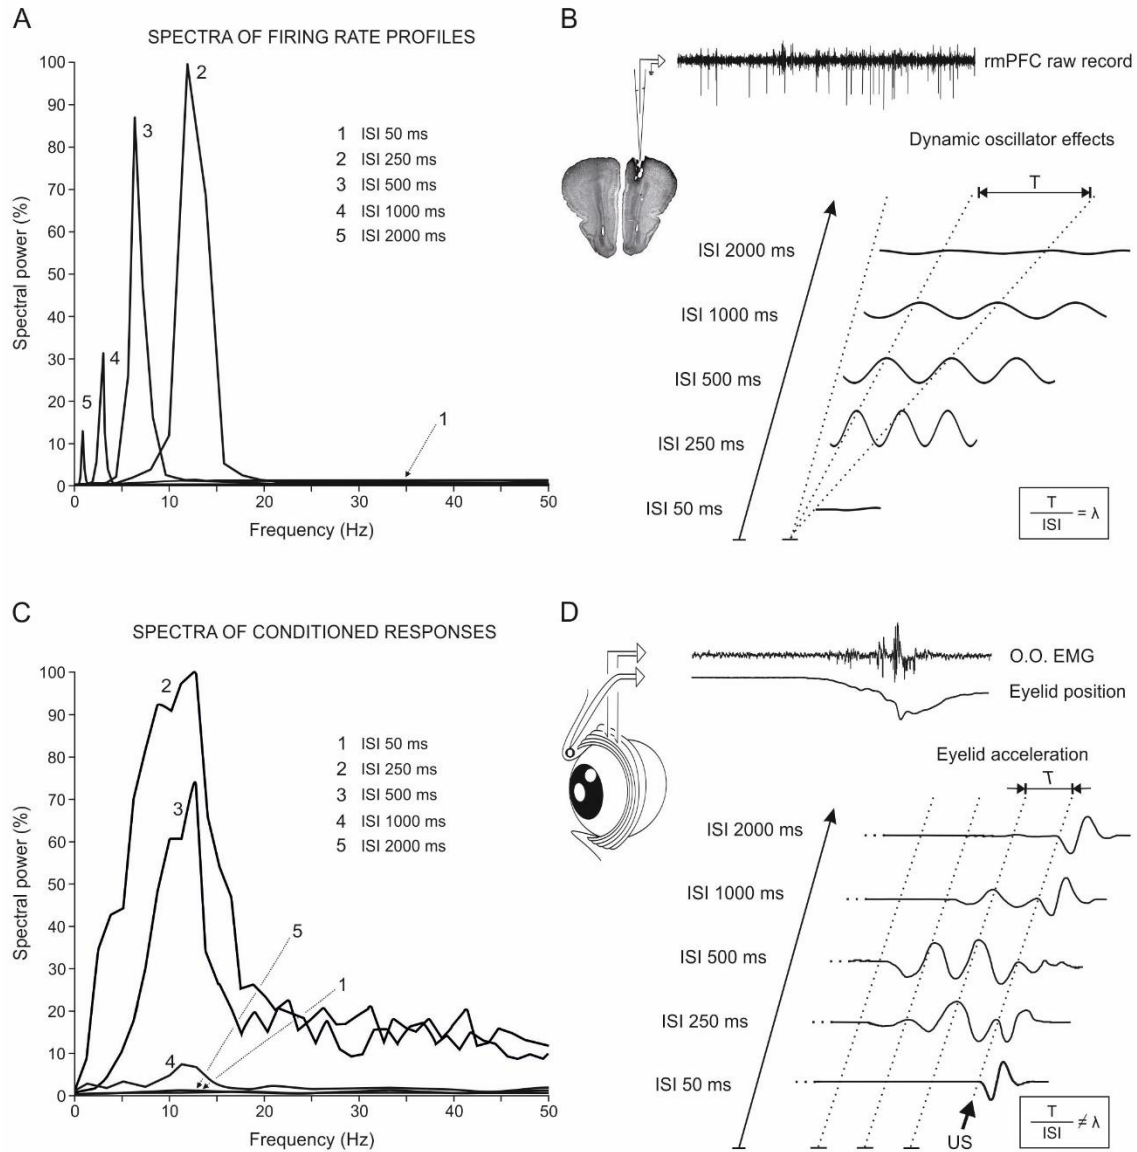 A
SPECTRA OF FIRING RATE PROFILES
100
90
80
70
60
50
40
30
20
10
0
Spectral power (%)
2
3
4
5
1
1 ISI 50 ms
2 ISI 250 ms
3 ISI 500 ms
4 ISI 1000 ms
5 ISI 2000 ms
0 10 20 30 40 50
Frequency (Hz)
B
rmPFC raw record
Dynamic oscillator effects
T
ISI 2000 ms
ISI 1000 ms
ISI 500 ms
ISI 250 ms
ISI 50 ms
T
ISI = λ
C
SPECTRA OF CONDITIONED RESPONSES
100
90
80
70
60
50
40
30
20
10
0
Spectral power (%)
2
3
5
1
4
1 ISI 50 ms
2 ISI 250 ms
3 ISI 500 ms
4 ISI 1000 ms
5 ISI 2000 ms
0 10 20 30 40 50
Frequency (Hz)
D
O.O. EMG
Eyelid position
Eyelid acceleration
T
ISI 2000 ms
ISI 1000 ms
ISI 500 ms
ISI 250 ms
ISI 50 ms
US
T
ISI ≠ λ